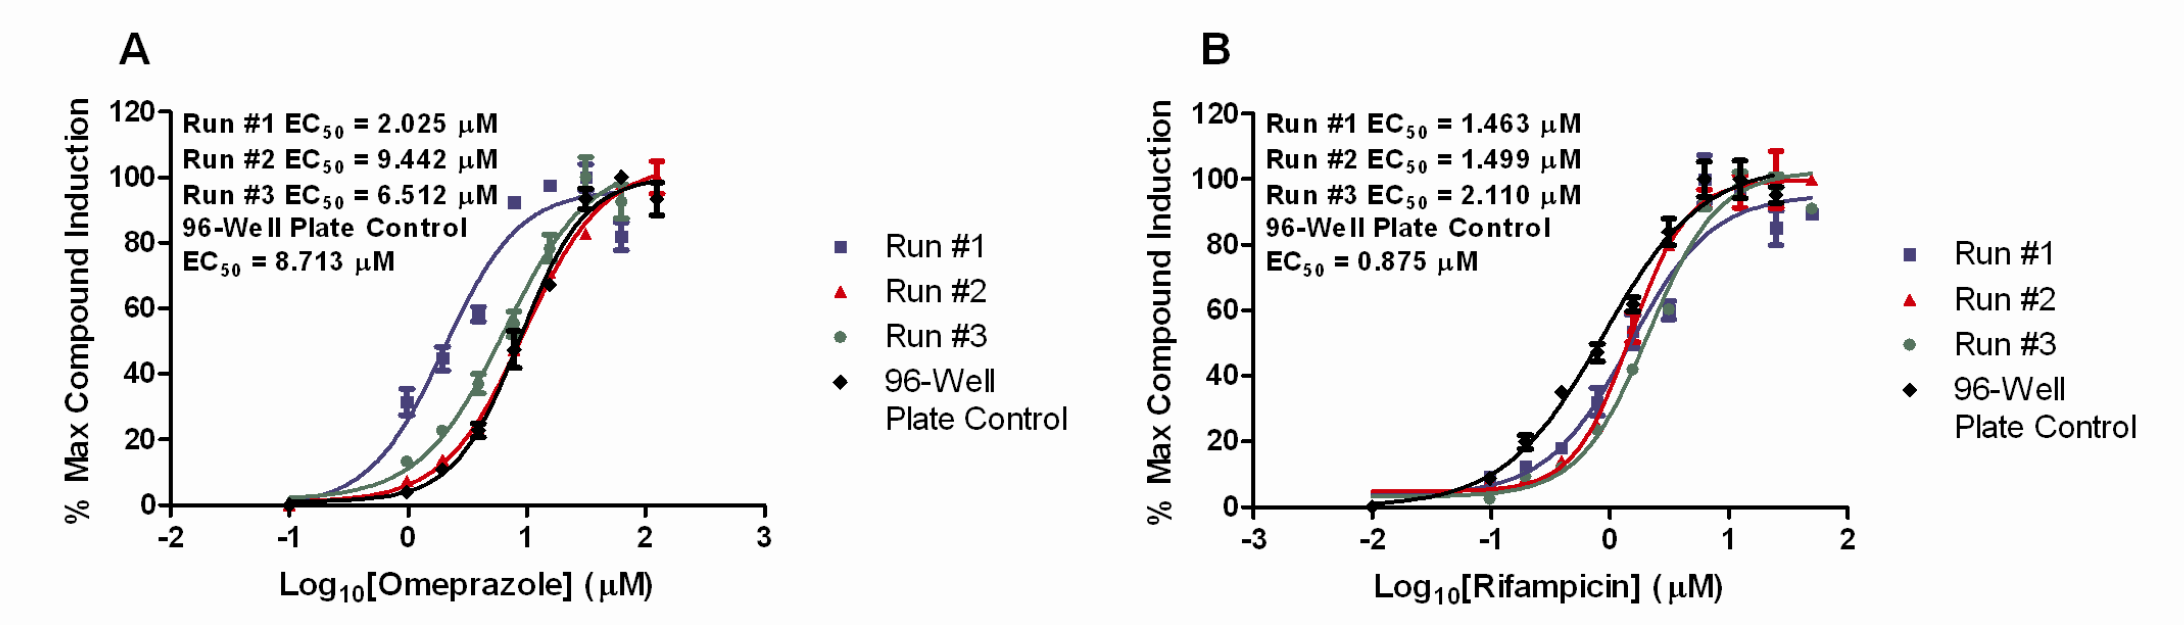 A
% Max Compound Induction
120
100
80
60
40
20
0
Run #1 EC50 = 2.025 μM
Run #2 EC50 = 9.442 μM
Run #3 EC50 = 6.512 μM
96-Well Plate Control
EC50 = 8.713 μM
-2 -1 0 1 2 3
Log10[Omeprazole] (μM)
Run #1
Run #2
Run #3
96-Well
Plate Control
B
% Max Compound Induction
120
100
80
60
40
20
0
Run #1 EC50 = 1.463 μM
Run #2 EC50 = 1.499 μM
Run #3 EC50 = 2.110 μM
96-Well Plate Control
EC50 = 0.875 μM
-3 -2 -1 0 1 2
Log10[Rifampicin] (μM)
Run #1
Run #2
Run #3
96-Well
Plate Control